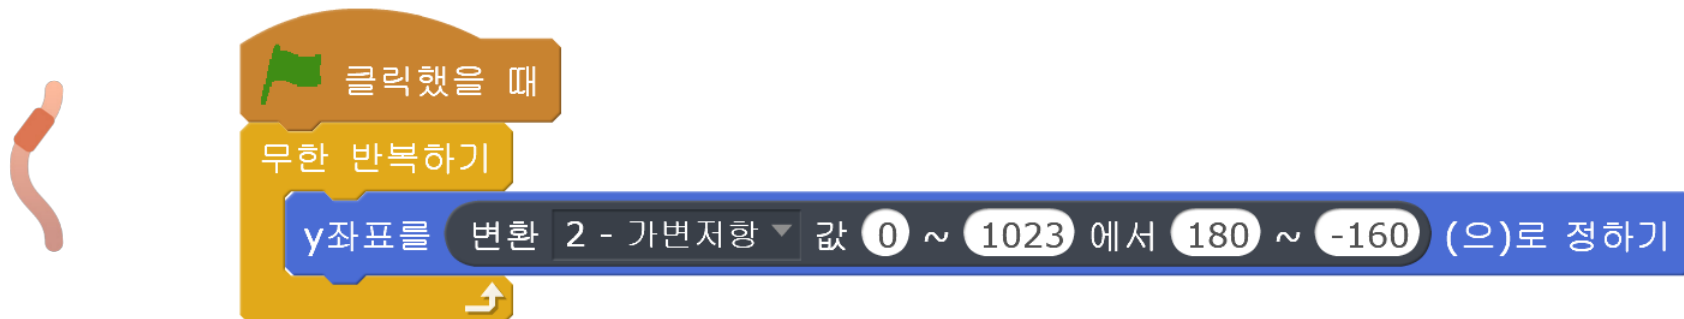 클릭했을 때
무한 반복하기
y좌표를 변환 2 - 가변저항 값 0 ~ 1023 에서 180 ~ -160 (으)로 정하기